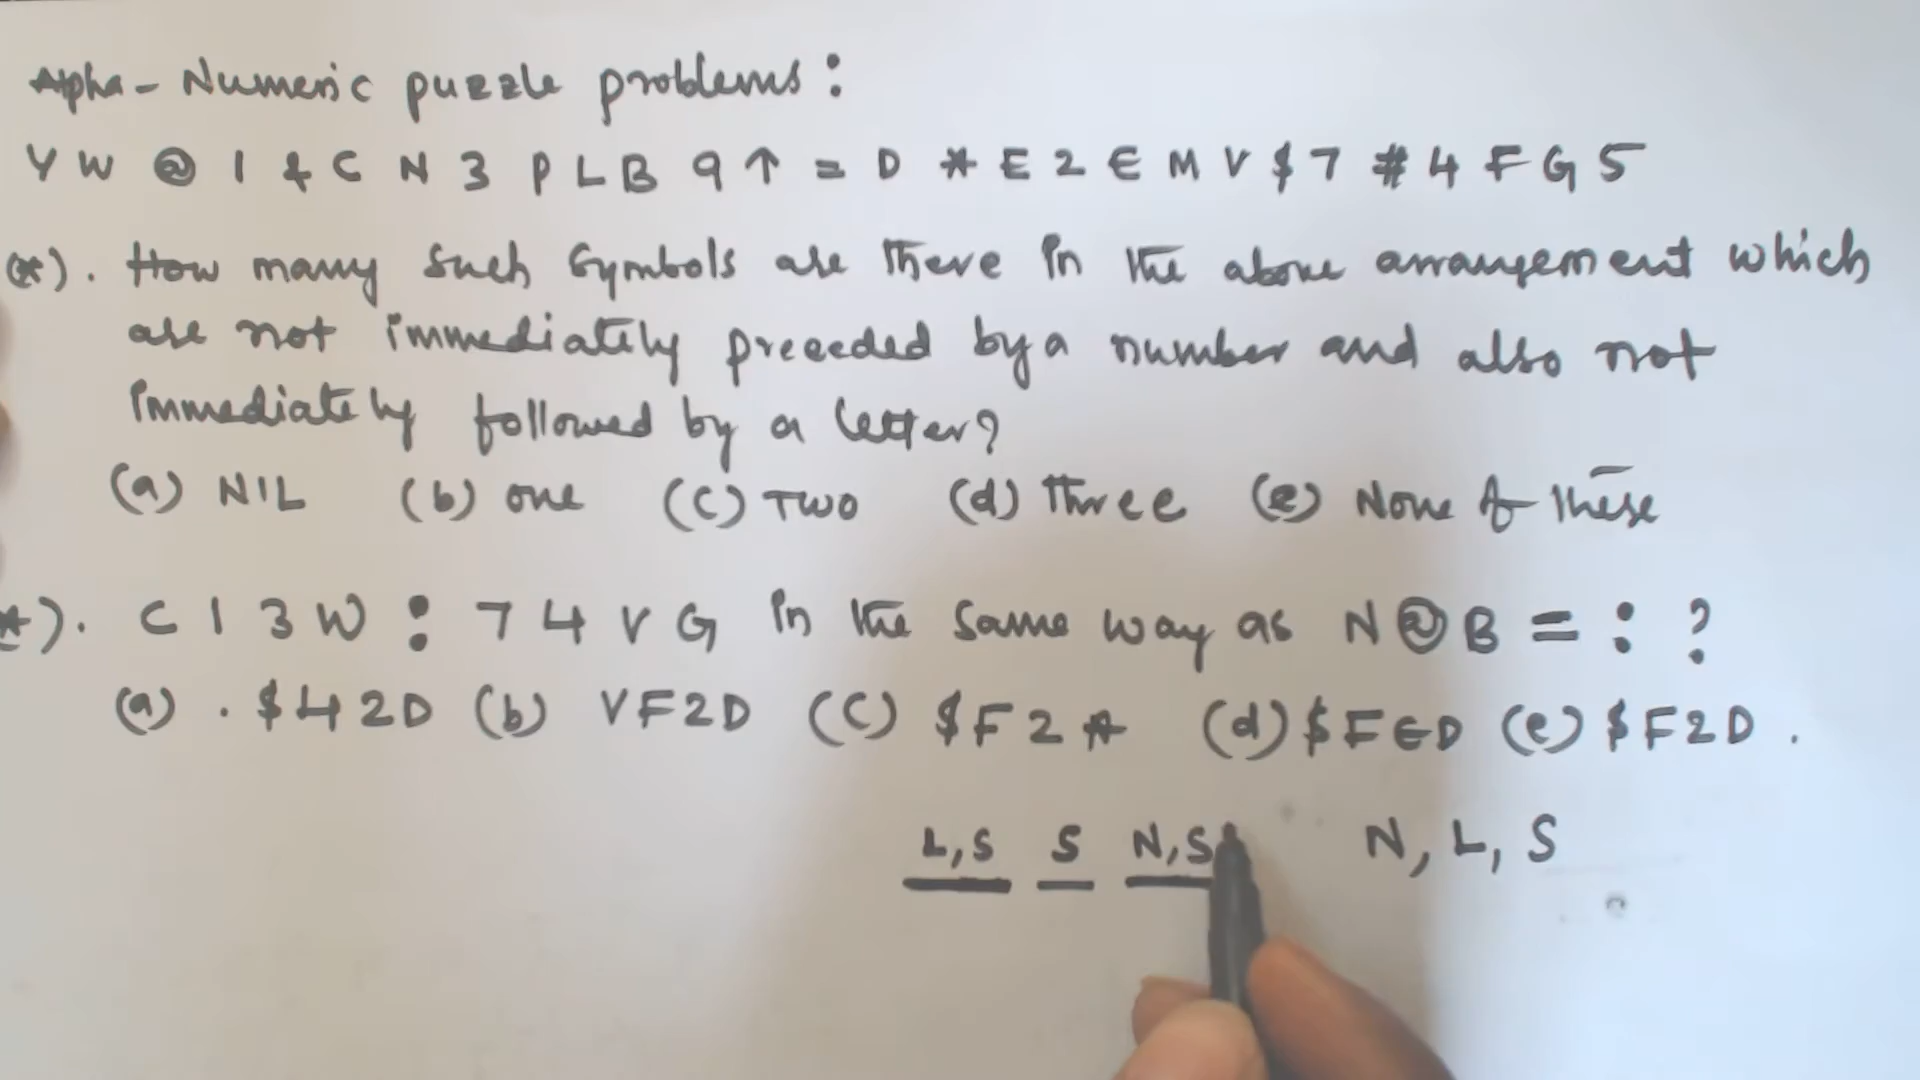 Alpha - Numeric puzzle problems :
Y W @ 1 & C N 3 P L B 9 ↑ = D * E 2 € M V $ 7 # 4 F G 5
(*). How many such symbols are there in the above arrangement which
are not immediately preceded by a number and also not
immediately followed by a letter?
(a) NIL (b) one (c) TWO (d) three (e) None of these
*). C 1 3 W : 7 4 V G in the same way as N @ B = : ?
(a) . $ 4 2 D (b) V F 2 D (c) $ F 2 * (d) $ F € D (e) $ F 2 D .
L, S S N, S N, L, S